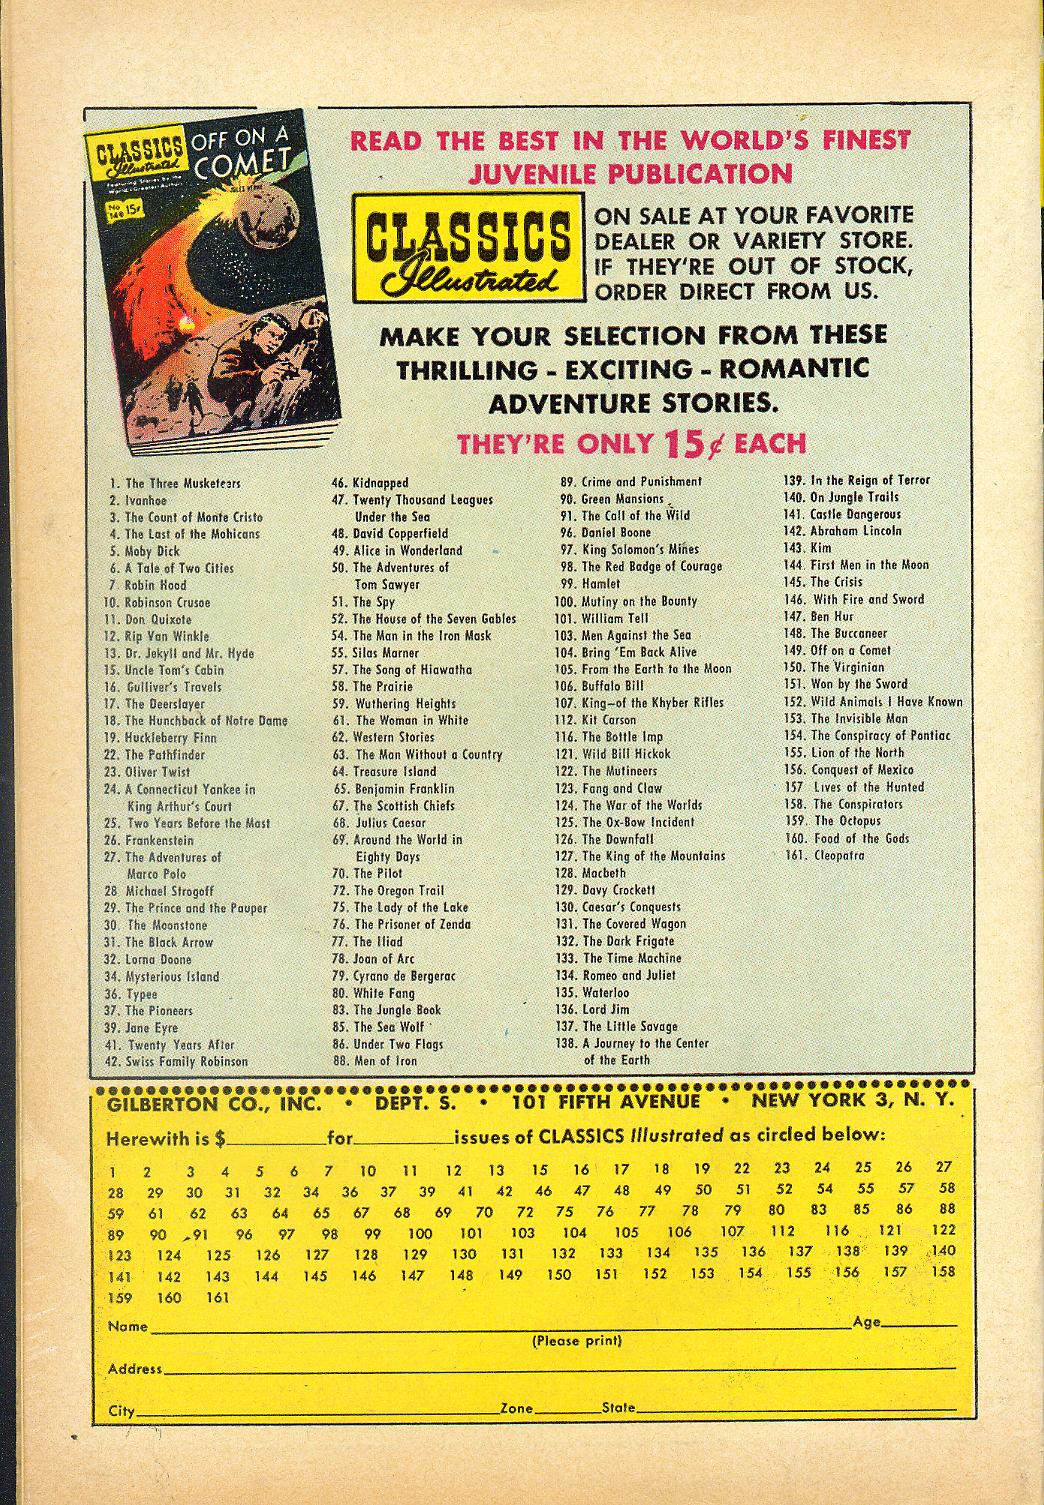 CLASSICS
Illustrated
Featuring Stories by the
World's Greatest Authors
No
149 15¢
OFF ON A
COMET
JULES VERNE
READ THE BEST IN THE WORLD'S FINEST
JUVENILE PUBLICATION
CLASSICS
Illustrated
ON SALE AT YOUR FAVORITE
DEALER OR VARIETY STORE.
IF THEY'RE OUT OF STOCK,
ORDER DIRECT FROM US.
MAKE YOUR SELECTION FROM THESE
THRILLING - EXCITING - ROMANTIC
ADVENTURE STORIES.
THEY'RE ONLY 15¢ EACH
1. The Three Musketeers
2. Ivanhoe
3. The Count of Monte Cristo
4. The Last of the Mohicans
5. Moby Dick
6. A Tale of Two Cities
7. Robin Hood
10. Robinson Crusoe
11. Don Quixote
12. Rip Van Winkle
13. Dr. Jekyll and Mr. Hyde
15. Uncle Tom's Cabin
16. Gulliver's Travels
17. The Deerslayer
18. The Hunchback of Notre Dame
19. Huckleberry Finn
22. The Pathfinder
23. Oliver Twist
24. A Connecticut Yankee in
King Arthur's Court
25. Two Years Before the Mast
26. Frankenstein
27. The Adventures of
Marco Polo
28 Michael Strogoff
29. The Prince and the Pauper
30. The Moonstone
31. The Black Arrow
32. Lorna Doone
34. Mysterious Island
36. Typee
37. The Pioneers
39. Jane Eyre
41. Twenty Years After
42. Swiss Family Robinson
46. Kidnapped
47. Twenty Thousand Leagues
Under the Sea
48. David Copperfield
49. Alice in Wonderland
50. The Adventures of
Tom Sawyer
51. The Spy
52. The House of the Seven Gables
54. The Man in the Iron Mask
55. Silas Marner
57. The Song of Hiawatha
58. The Prairie
59. Wuthering Heights
61. The Woman in White
62. Western Stories
63. The Man Without a Country
64. Treasure Island
65. Benjamin Franklin
67. The Scottish Chiefs
68. Julius Caesar
69. Around the World in
Eighty Days
70. The Pilot
72. The Oregon Trail
75. The Lady of the Lake
76. The Prisoner of Zenda
77. The Iliad
78. Joan of Arc
79. Cyrano de Bergerac
80. White Fang
83. The Jungle Book
85. The Sea Wolf
86. Under Two Flags
88. Men of Iron
89. Crime and Punishment
90. Green Mansions
91. The Call of the Wild
96. Daniel Boone
97. King Solomon's Mines
98. The Red Badge of Courage
99. Hamlet
100. Mutiny on the Bounty
101. William Tell
103. Men Against the Sea
104. Bring 'Em Back Alive
105. From the Earth to the Moon
106. Buffalo Bill
107. King—of the Khyber Rifles
112. Kit Carson
116. The Bottle Imp
121. Wild Bill Hickok
122. The Mutineers
123. Fang and Claw
124. The War of the Worlds
125. The Ox-Bow Incident
126. The Downfall
127. The King of the Mountains
128. Macbeth
129. Davy Crockett
130. Caesar's Conquests
131. The Covered Wagon
132. The Dark Frigate
133. The Time Machine
134. Romeo and Juliet
135. Waterloo
136. Lord Jim
137. The Little Savage
138. A Journey to the Center
of the Earth
139. In the Reign of Terror
140. On Jungle Trails
141. Castle Dangerous
142. Abraham Lincoln
143. Kim
144. First Men in the Moon
145. The Crisis
146. With Fire and Sword
147. Ben Hur
148. The Buccaneer
149. Off on a Comet
150. The Virginian
151. Won by the Sword
152. Wild Animals I Have Known
153. The Invisible Man
154. The Conspiracy of Pontiac
155. Lion of the North
156. Conquest of Mexico
157 Lives of the Hunted
158. The Conspirators
159. The Octopus
160. Food of the Gods
161. Cleopatra
GILBERTON CO., INC. • DEPT. S. • 101 FIFTH AVENUE • NEW YORK 3, N. Y.
Herewith is $ for issues of CLASSICS Illustrated as circled below:
1 2 3 4 5 6 7 10 11 12 13 15 16 17 18 19 22 23 24 25 26 27
28 29 30 31 32 34 36 37 39 41 42 46 47 48 49 50 51 52 54 55 57 58
59 61 62 63 64 65 67 68 69 70 72 75 76 77 78 79 80 83 85 86 88
89 90 91 96 97 98 99 100 101 103 104 105 106 107 112 116 121 122
123 124 125 126 127 128 129 130 131 132 133 134 135 136 137 138 139 140
141 142 143 144 145 146 147 148 149 150 151 152 153 154 155 156 157 158
159 160 161
Name Age
(Please print)
Address
City Zone State